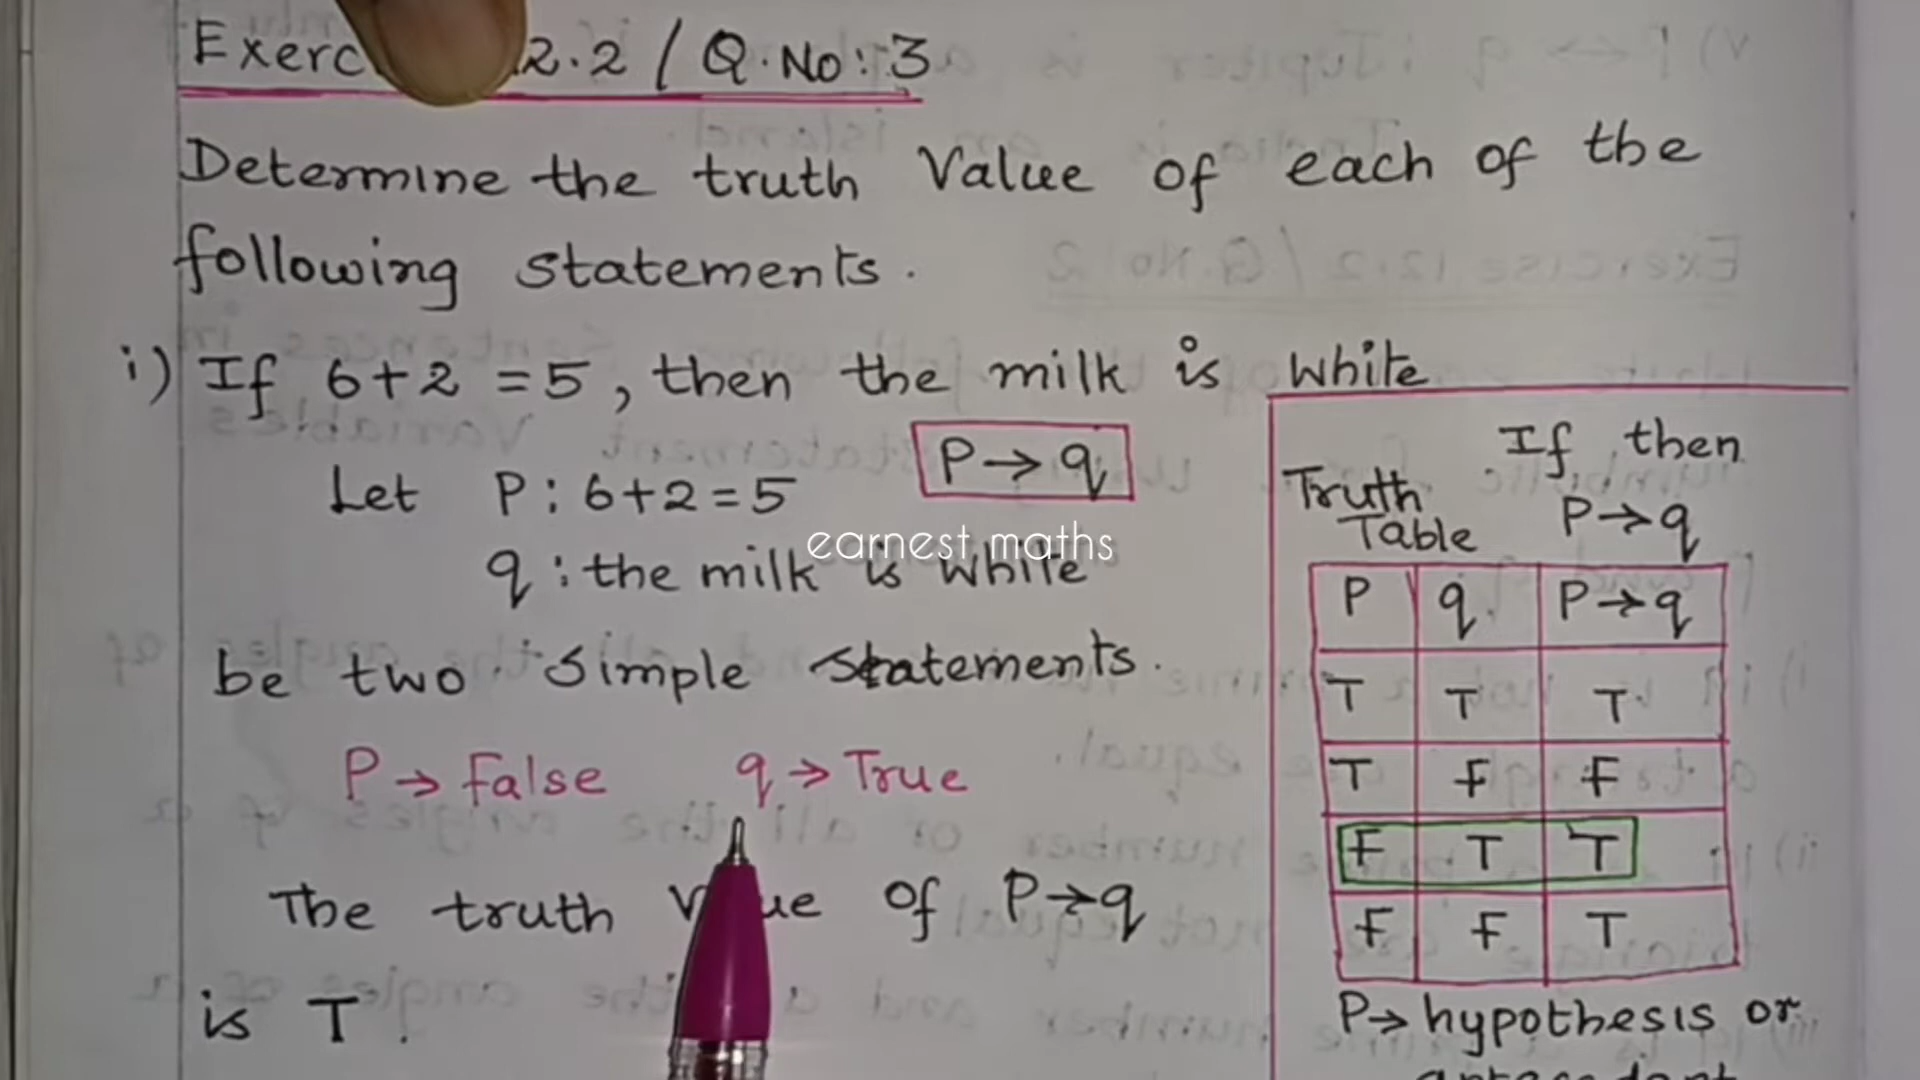 Exerc 2.2 / Q.No: 3
Determine the truth Value of each of the
following statements.
i) If 6+2 = 5, then the milk is white
Let P: 6+2=5
P→q
q: the milk is white
be two simple statements.
P→False q→True
The truth of P→q
is T.
If then
Truth Table P→q
P q P→q
T T T
T F F
F T T
F F T
P→hypothesis or
earnest maths